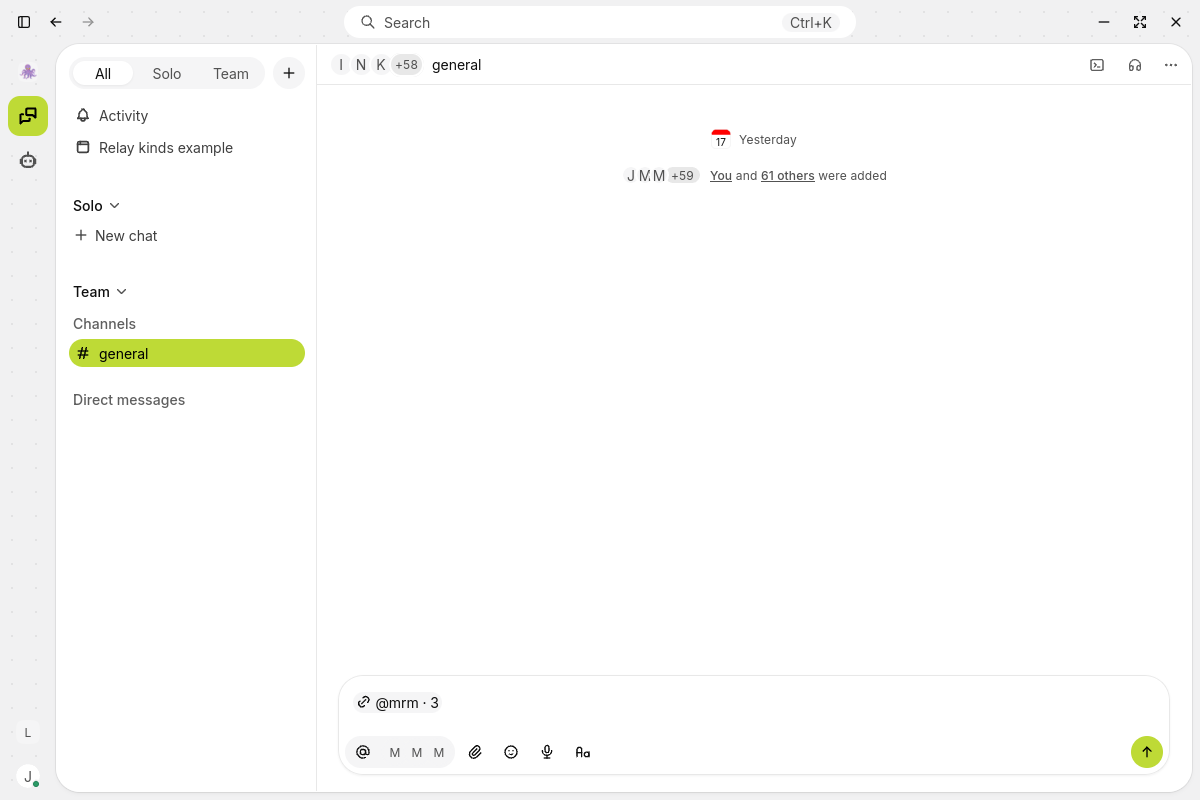 Search
Ctrl+K
All
Solo
Team
Activity
Relay kinds example
Solo
New chat
Team
Channels
# general
Direct messages
L
J
I N K +58 general
17 Yesterday
J M M +59 You and 61 others were added
@mrm · 3
@ M M M Aa